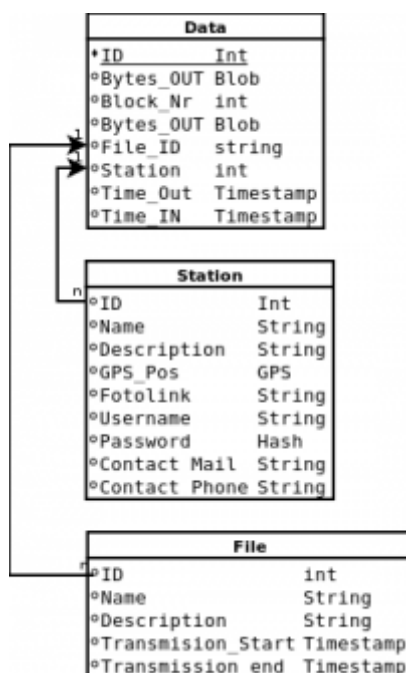 Data
ID Int
Bytes_OUT Blob
Block_Nr int
Bytes_OUT Blob
1
File_ID string
Station int
Time_Out Timestamp
Time_IN Timestamp
Station
n
ID Int
Name String
Description String
GPS_Pos GPS
Fotolink String
Username String
Password Hash
Contact Mail String
Contact Phone String
File
n
ID int
Name String
Description String
Transmision_Start Timestamp
Transmission end Timestamp